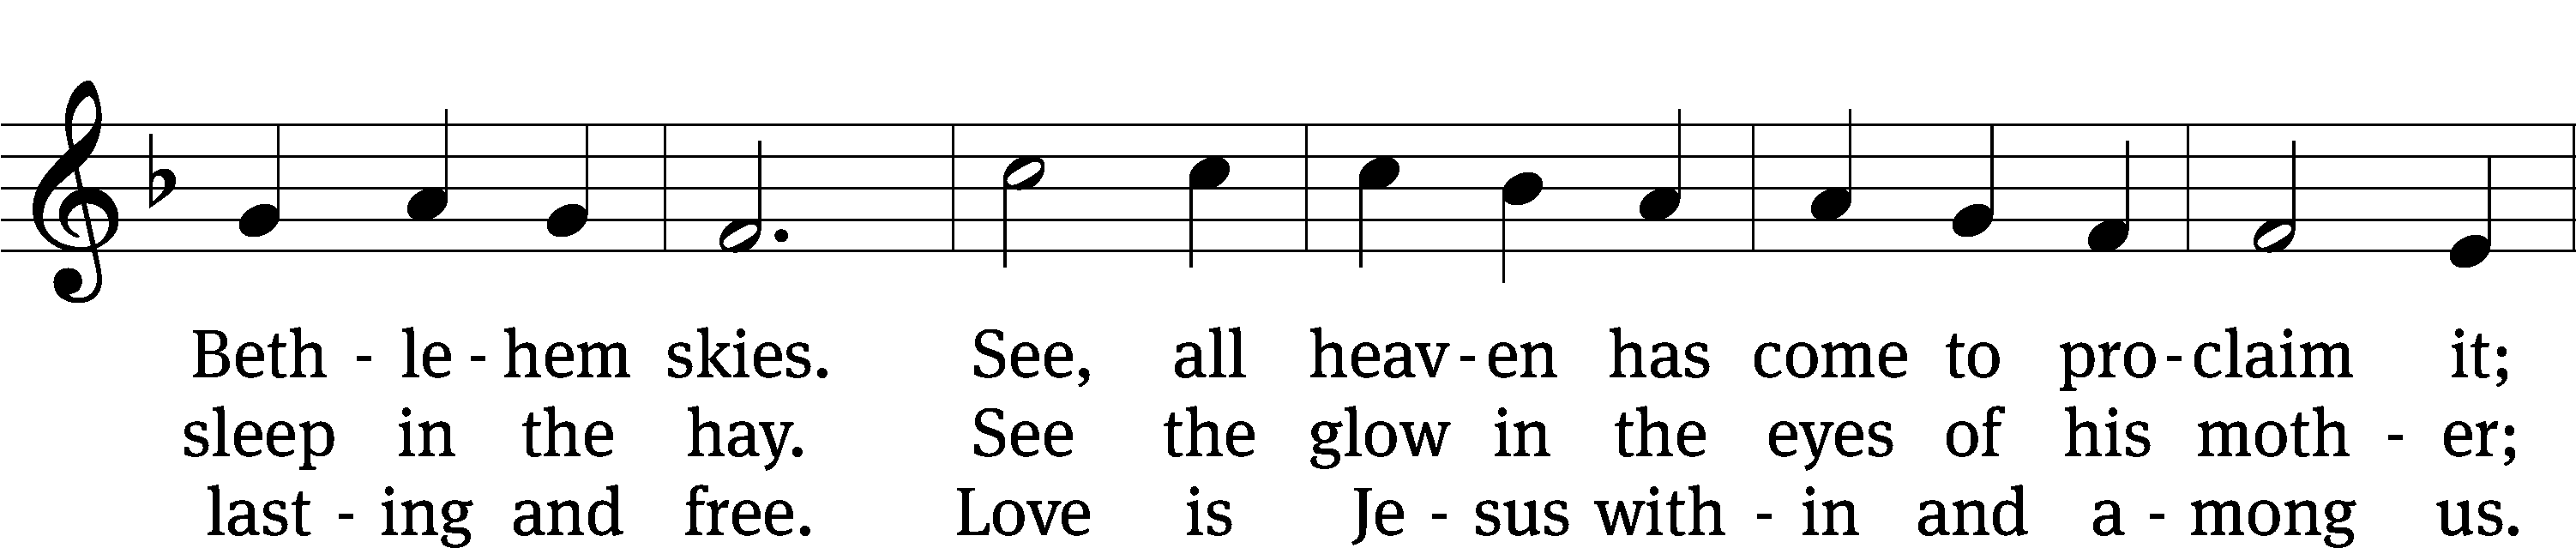 Beth - le - hem skies. See, all heav - en has come to pro - claim it;
sleep in the hay. See the glow in the eyes of his moth - er;
last - ing and free. Love is Je - sus with - in and a - mong us.